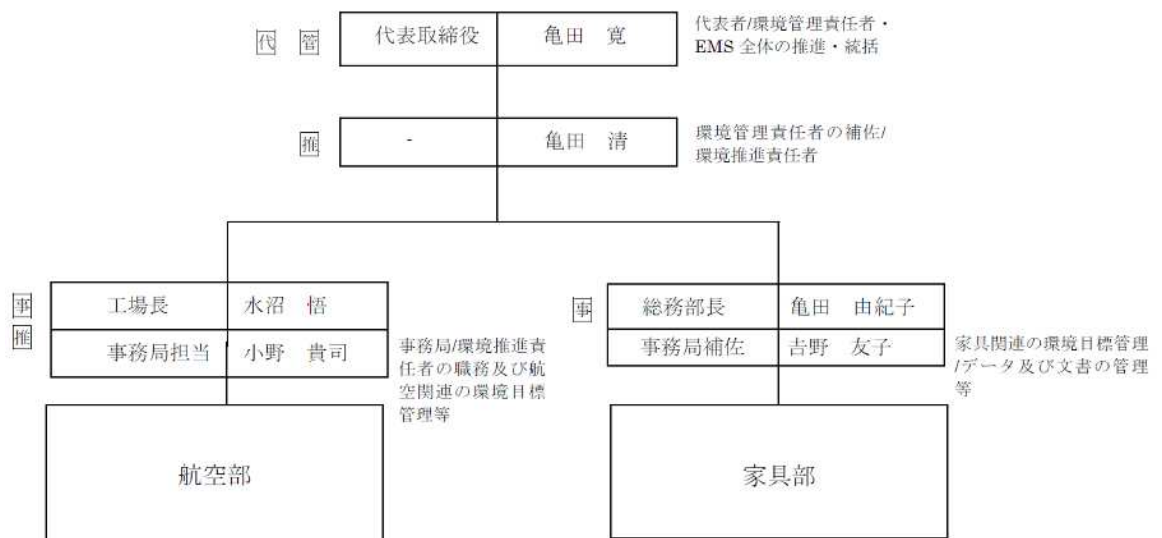 代 管 代表取締役 亀田 寛
代表者/環境管理責任者・
EMS 全体の推進・統括
推 - 亀田 清
環境管理責任者の補佐/
環境推進責任者
事 工場長 水沼 悟
推 事務局担当 小野 貴司
事務局/環境推進責
任者の職務及び航
空関連の環境目標
管理等
航空部
事 総務部長 亀田 由紀子
事務局補佐 吉野 友子
家具関連の環境目標管理
/データ及び文書の管理
等
家具部